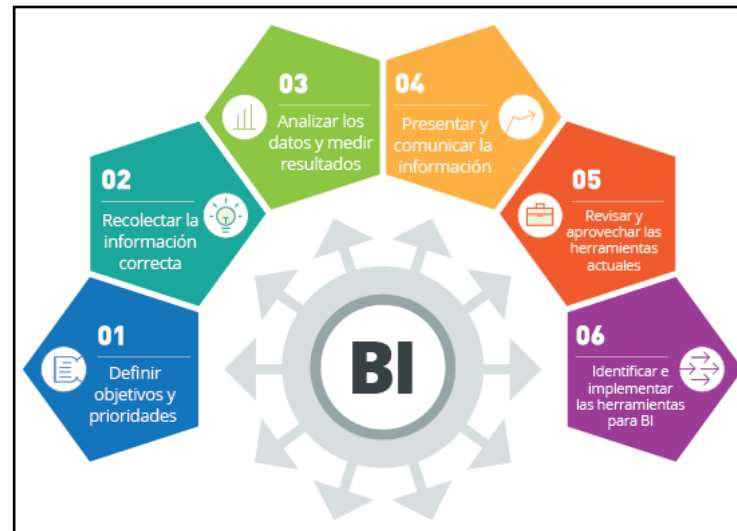 01
Definir
objetivos y
prioridades
02
Recolectar la
información
correcta
03
Analizar los
datos y medir
resultados
04
Presentar y
comunicar la
información
05
Revisar y
aprovechar las
herramientas
actuales
06
Identificar e
implementar
las herramientas
para BI
BI